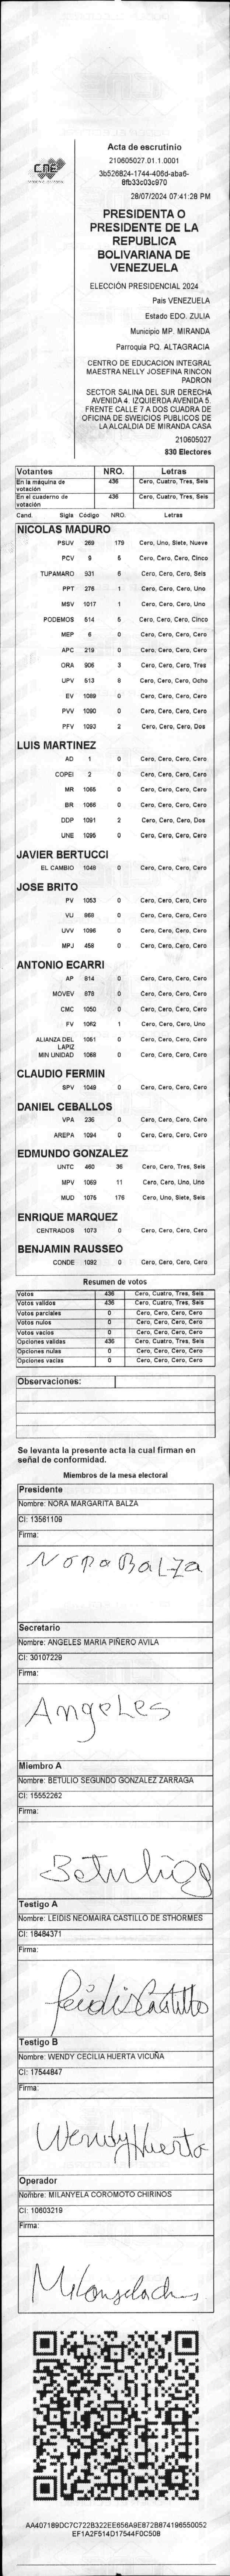 CNE
Acta de escrutinio
210605027.01.1.0001
3b526824-1744-406d-aba6-
8fb33c03c970
28/07/2024 07:41:28 PM
PRESIDENTA O
PRESIDENTE DE LA
REPUBLICA
BOLIVARIANA DE
VENEZUELA
ELECCIÓN PRESIDENCIAL 2024
País VENEZUELA
Estado EDO. ZULIA
Municipio MP. MIRANDA
Parroquia PQ. ALTAGRACIA
CENTRO DE EDUCACION INTEGRAL
MAESTRA NELLY JOSEFINA RINCON
PADRON
SECTOR SALINA DEL SUR DERECHA
AVENIDA 4. IZQUIERDA AVENIDA 5.
FRENTE CALLE 7 A DOS CUADRA DE
OFICINA DE SWEICIOS PUBLICOS DE
LA ALCALDIA DE MIRANDA CASA
210605027
830 Electores
Votantes NRO. Letras
En la máquina de votación 436 Cero, Cuatro, Tres, Seis
En el cuaderno de votación 436 Cero, Cuatro, Tres, Seis
Cand. Sigla Código NRO. Letras
NICOLAS MADURO
PSUV 269 179 Cero, Uno, Siete, Nueve
PCV 9 5 Cero, Cero, Cero, Cinco
TUPAMARO 931 6 Cero, Cero, Cero, Seis
PPT 276 1 Cero, Cero, Cero, Uno
MSV 1017 1 Cero, Cero, Cero, Uno
PODEMOS 514 5 Cero, Cero, Cero, Cinco
MEP 6 0 Cero, Cero, Cero, Cero
APC 219 0 Cero, Cero, Cero, Cero
ORA 906 3 Cero, Cero, Cero, Tres
UPV 513 8 Cero, Cero, Cero, Ocho
EV 1089 0 Cero, Cero, Cero, Cero
PVV 1090 0 Cero, Cero, Cero, Cero
PFV 1093 2 Cero, Cero, Cero, Dos
LUIS MARTINEZ
AD 1 0 Cero, Cero, Cero, Cero
COPEI 2 0 Cero, Cero, Cero, Cero
MR 1065 0 Cero, Cero, Cero, Cero
BR 1066 0 Cero, Cero, Cero, Cero
DDP 1091 2 Cero, Cero, Cero, Dos
UNE 1095 0 Cero, Cero, Cero, Cero
JAVIER BERTUCCI
EL CAMBIO 1048 0 Cero, Cero, Cero, Cero
JOSE BRITO
PV 1053 0 Cero, Cero, Cero, Cero
VU 969 0 Cero, Cero, Cero, Cero
UVV 1096 0 Cero, Cero, Cero, Cero
MPJ 458 0 Cero, Cero, Cero, Cero
ANTONIO ECARRI
AP 814 0 Cero, Cero, Cero, Cero
MOVEV 978 0 Cero, Cero, Cero, Cero
CMC 1050 0 Cero, Cero, Cero, Cero
FV 1062 1 Cero, Cero, Cero, Uno
ALIANZA DEL LAPIZ 1051 0 Cero, Cero, Cero, Cero
MIN UNIDAD 1068 0 Cero, Cero, Cero, Cero
CLAUDIO FERMIN
SPV 1049 0 Cero, Cero, Cero, Cero
DANIEL CEBALLOS
VPA 236 0 Cero, Cero, Cero, Cero
AREPA 1094 0 Cero, Cero, Cero, Cero
EDMUNDO GONZALEZ
UNTC 460 36 Cero, Cero, Tres, Seis
MPV 1069 11 Cero, Cero, Uno, Uno
MUD 1076 176 Cero, Uno, Siete, Seis
ENRIQUE MARQUEZ
CENTRADOS 1073 0 Cero, Cero, Cero, Cero
BENJAMIN RAUSSEO
CONDE 1092 0 Cero, Cero, Cero, Cero
Resumen de votos
Votos 436 Cero, Cuatro, Tres, Seis
Votos validos 436 Cero, Cuatro, Tres, Seis
Votos parciales 0 Cero, Cero, Cero, Cero
Votos nulos 0 Cero, Cero, Cero, Cero
Votos vacíos 0 Cero, Cero, Cero, Cero
Opciones validas 436 Cero, Cuatro, Tres, Seis
Opciones nulas 0 Cero, Cero, Cero, Cero
Opciones vacías 0 Cero, Cero, Cero, Cero
Observaciones:
Se levanta la presente acta la cual firman en
señal de conformidad.
Miembros de la mesa electoral
Presidente
Nombre: NORA MARGARITA BALZA
CI: 13561109
Firma:
Nora Balza
Secretario
Nombre: ANGELES MARIA PIÑERO AVILA
CI: 30107229
Firma:
Angeles
Miembro A
Nombre: BETULIO SEGUNDO GONZALEZ ZARRAGA
CI: 15552262
Firma:
Betulio g
Testigo A
Nombre: LEIDIS NEOMAIRA CASTILLO DE STHORMES
CI: 18484371
Firma:
Leidis Castillo
Testigo B
Nombre: WENDY CECILIA HUERTA VICUÑA
CI: 17544847
Firma:
Wendy Huerta
Operador
Nombre: MILANYELA COROMOTO CHIRINOS
CI: 10603219
Firma:
AA407189DC7C722B322EE656A9E872B874196550052
EF1A2F514D17544F0C508